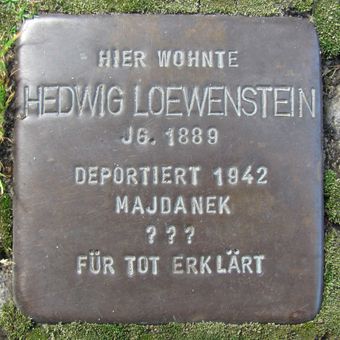 HIER WOHNTE
HEDWIG LOEWENSTEIN
JG. 1889
DEPORTIERT 1942
MAJDANEK
? ? ?
FÜR TOT ERKLÄRT